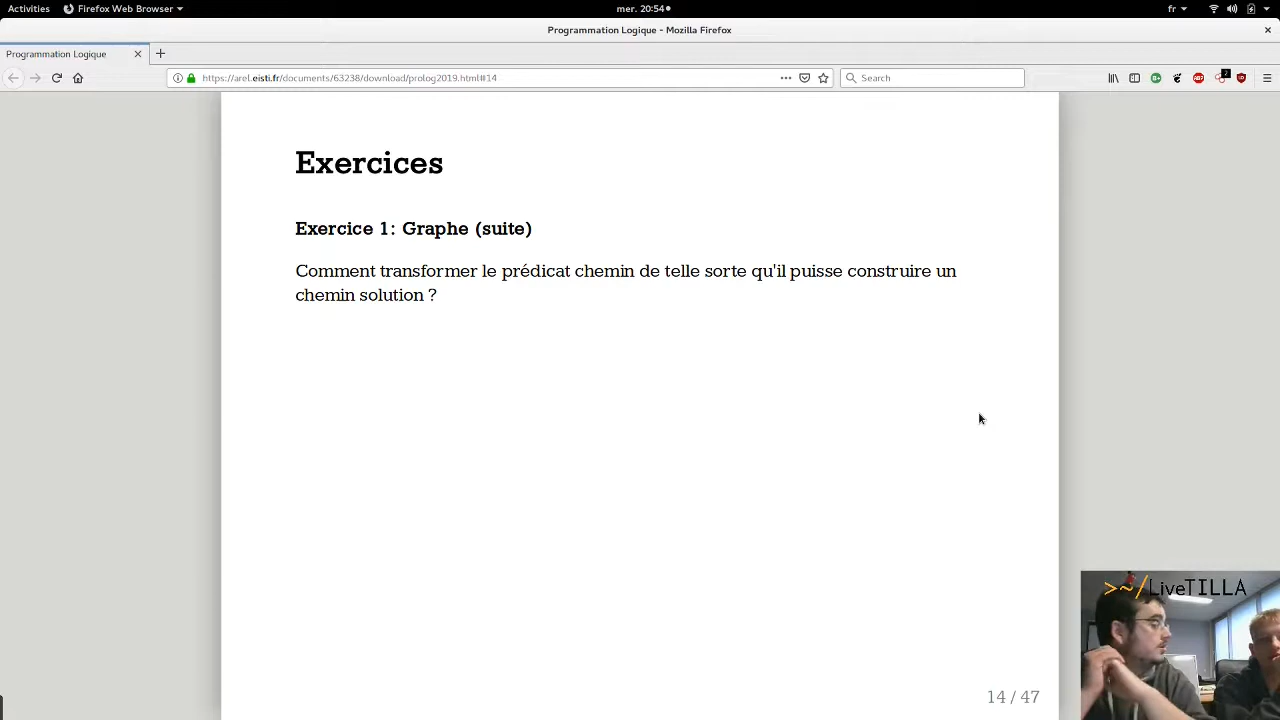 Activities
Firefox Web Browser
mer. 20:54
fr
Programmation Logique - Mozilla Firefox
Programmation Logique
https://arel.eisti.fr/documents/63238/download/prolog2019.html#14
Search
2
Exercices
Exercice 1: Graphe (suite)
Comment transformer le prédicat chemin de telle sorte qu'il puisse construire un
chemin solution ?
>~/LiveTILLA
14 / 47